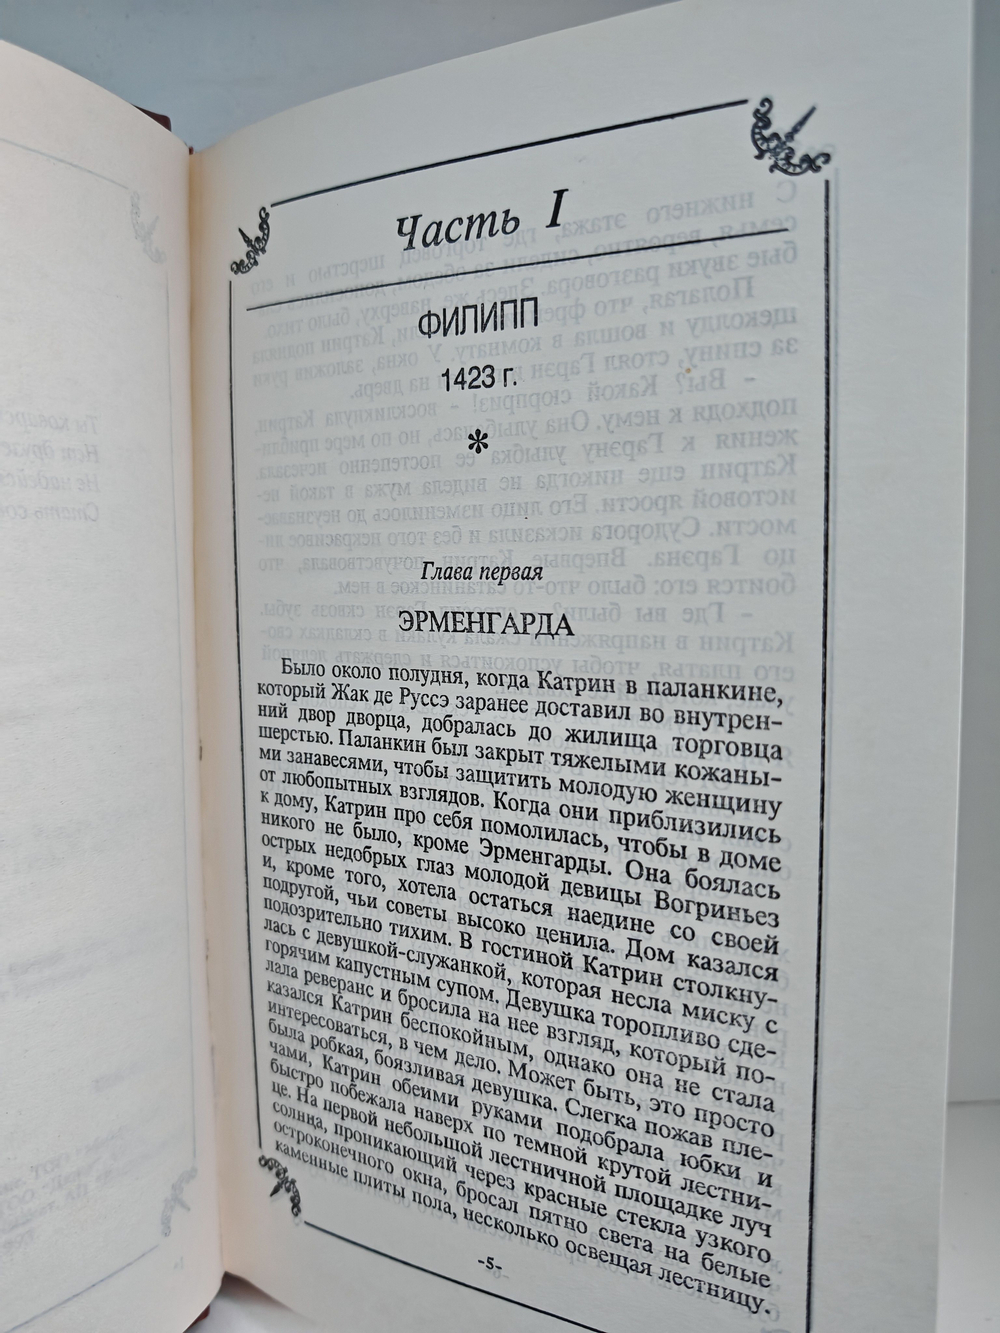 Часть I
ФИЛИПП
1423 г.
*
Глава первая
ЭРМЕНГАРДА
Было около полудня, когда Катрин в паланкине,
который Жак де Руссэ заранее доставил во внутрен-
ний двор дворца, добралась до жилища торговца
шерстью. Паланкин был закрыт тяжелыми кожаны-
ми занавесями, чтобы защитить молодую женщину
от любопытных взглядов. Когда они приблизились
к дому, Катрин про себя помолилась, чтобы в доме
никого не было, кроме Эрменгарды. Она боялась
острых недобрых глаз молодой девицы Вогриньез
и, кроме того, хотела остаться наедине со своей
подругой, чьи советы высоко ценила. Дом казался
подозрительно тихим. В гостиной Катрин столкну-
лась с девушкой-служанкой, которая несла миску с
горячим капустным супом. Девушка торопливо сде-
лала реверанс и бросила на нее взгляд, который по-
казался Катрин беспокойным, однако она не стала
интересоваться, в чем дело. Может быть, это просто
была робкая, боязливая девушка. Слегка пожав пле-
чами, Катрин обеими руками подобрала юбки и
быстро побежала наверх по темной крутой лестни-
це. На первой небольшой лестничной площадке луч
солнца, проникающий через красные стекла узкого
остроконечного окна, бросал пятно света на белые
каменные плиты пола, несколько освещая лестницу.
-5-